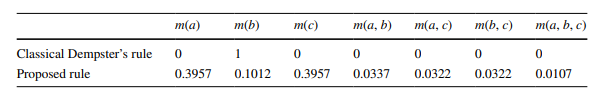 m(a) m(b) m(c) m(a, b) m(a, c) m(b, c) m(a, b, c)
Classical Dempster's rule 0 1 0 0 0 0 0
Proposed rule 0.3957 0.1012 0.3957 0.0337 0.0322 0.0322 0.0107